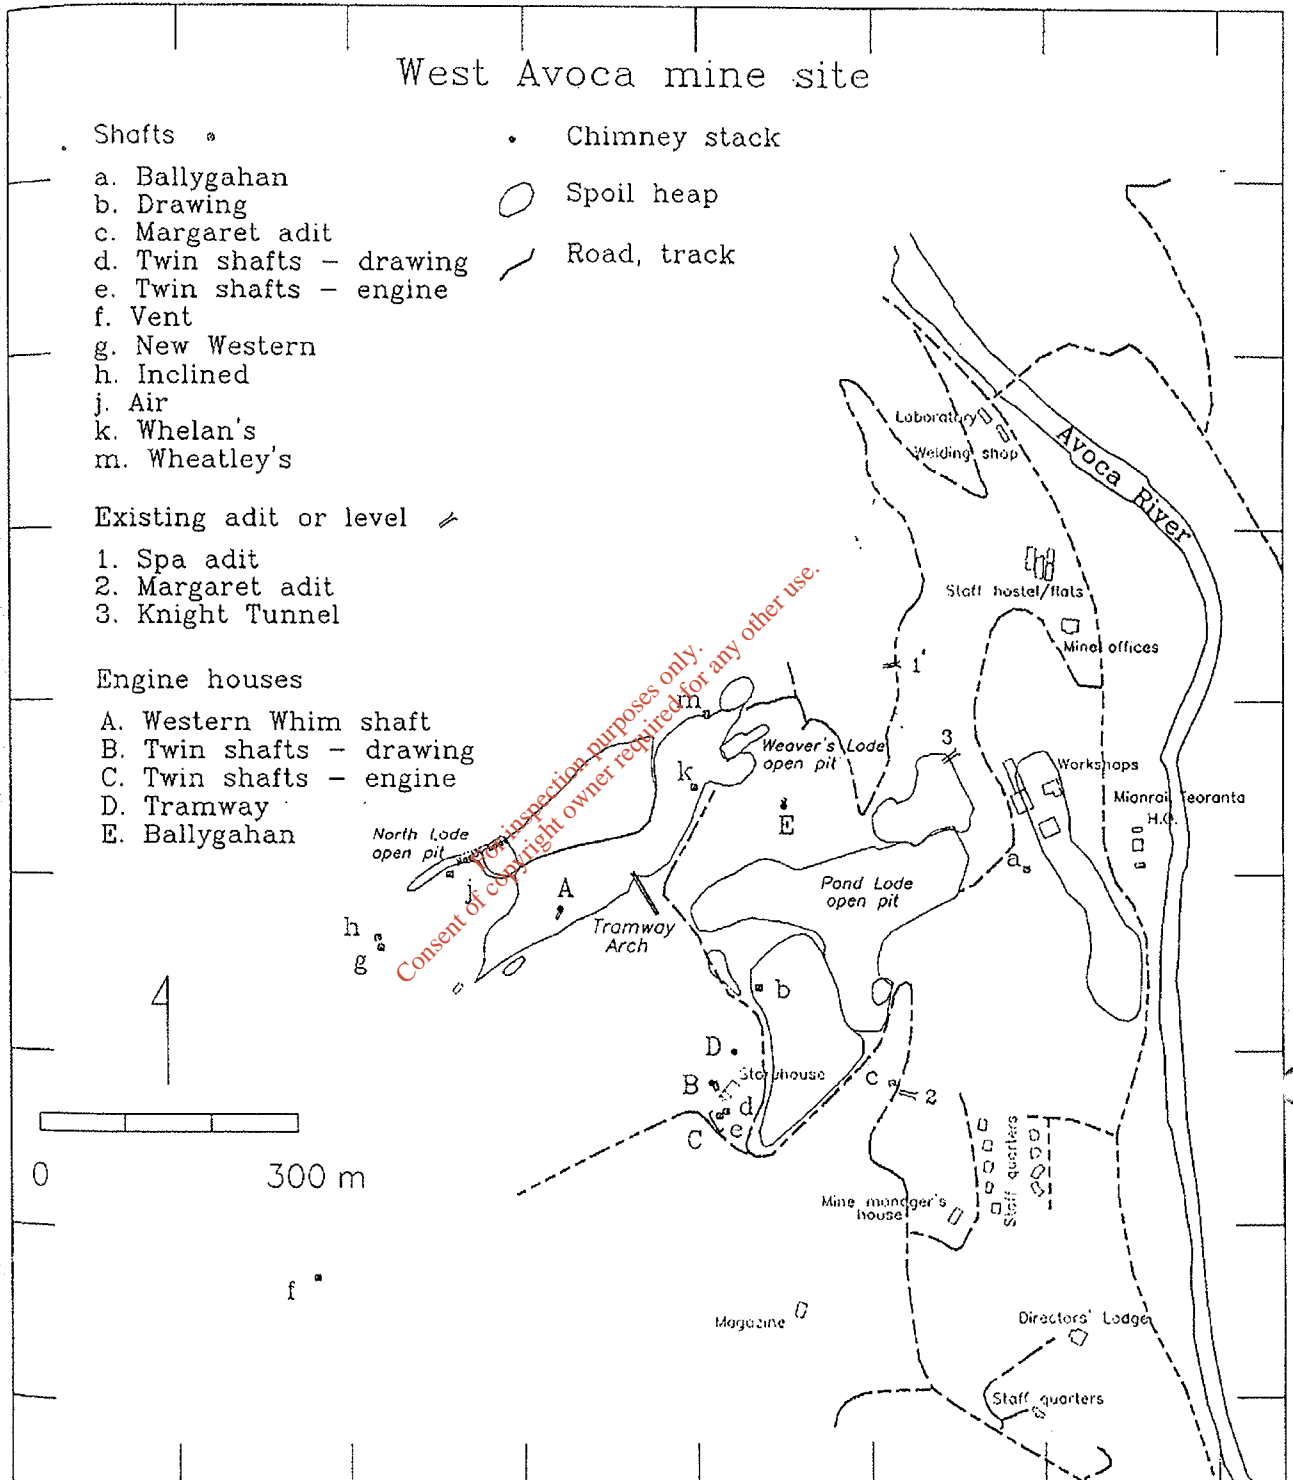 West Avoca mine site
Shafts
a. Ballygahan
b. Drawing
c. Margaret adit
d. Twin shafts - drawing
e. Twin shafts - engine
f. Vent
g. New Western
h. Inclined
j. Air
k. Whelan's
m. Wheatley's
Chimney stack
Spoil heap
Road, track
Existing adit or level
1. Spa adit
2. Margaret adit
3. Knight Tunnel
Engine houses
A. Western Whim shaft
B. Twin shafts - drawing
C. Twin shafts - engine
D. Tramway
E. Ballygahan
Laboratory
Welding shop
Avoca River
Staff hostel/flats
Mine offices
1
m
3
Weaver's Lode
open pit
Workshops
k
Mianrai Teoranta
H.Q.
E
North Lode
open pit
a
j
A
Pond Lode
open pit
Tramway
Arch
h
g
b
D
Storehouse
B
c
2
d
C
e
Staff quarters
Mine manager's
house
0
300 m
f
Magazine
Directors' Lodge
Staff quarters
For inspection purposes only.
Consent of copyright owner required for any other use.